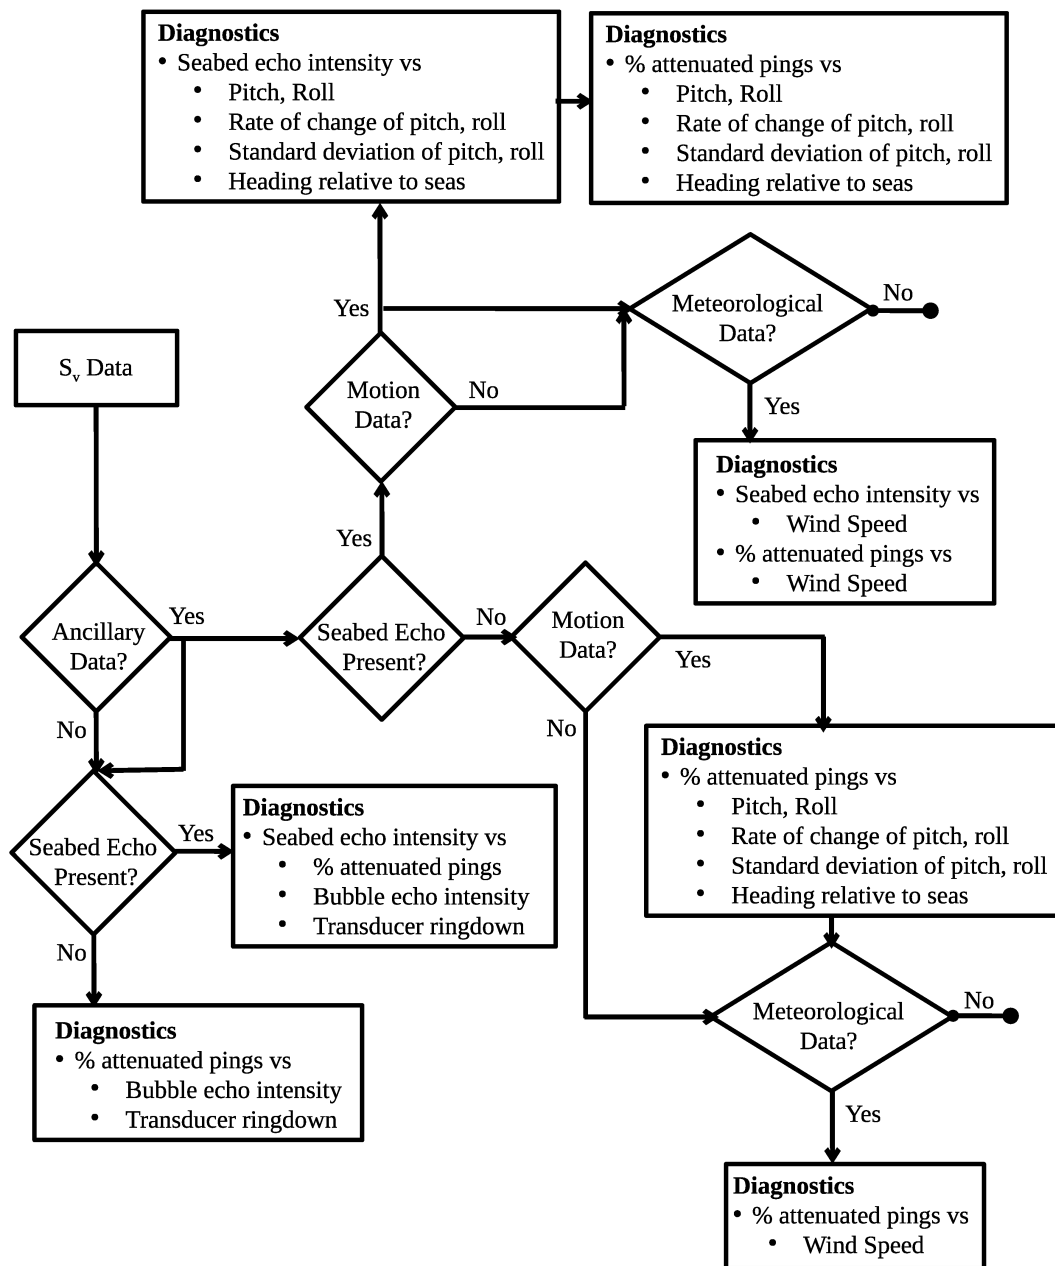 Diagnostics
• Seabed echo intensity vs
• Pitch, Roll
• Rate of change of pitch, roll
• Standard deviation of pitch, roll
• Heading relative to seas
Diagnostics
• % attenuated pings vs
• Pitch, Roll
• Rate of change of pitch, roll
• Standard deviation of pitch, roll
• Heading relative to seas
Yes
Meteorological
Data?
No
Sv Data
Motion
Data?
No
Yes
Diagnostics
• Seabed echo intensity vs
• Wind Speed
• % attenuated pings vs
• Wind Speed
Yes
Ancillary
Data?
Yes
Seabed Echo
Present?
No
Motion
Data?
Yes
No
No
Diagnostics
• % attenuated pings vs
• Pitch, Roll
• Rate of change of pitch, roll
• Standard deviation of pitch, roll
• Heading relative to seas
Seabed Echo
Present?
Yes
Diagnostics
• Seabed echo intensity vs
• % attenuated pings
• Bubble echo intensity
• Transducer ringdown
No
Diagnostics
• % attenuated pings vs
• Bubble echo intensity
• Transducer ringdown
Meteorological
Data?
No
Yes
Diagnostics
• % attenuated pings vs
• Wind Speed